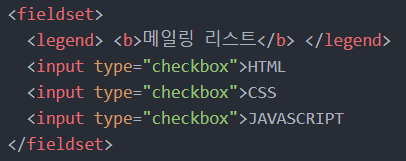 <fieldset>
<legend> <b>메일링 리스트</b> </legend>
<input type="checkbox">HTML
<input type="checkbox">CSS
<input type="checkbox">JAVASCRIPT
</fieldset>